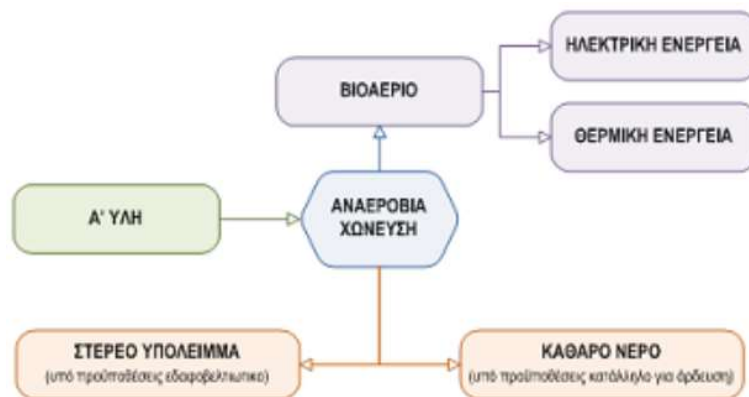 ΗΛΕΚΤΡΙΚΗ ΕΝΕΡΓΕΙΑ
ΒΙΟΑΕΡΙΟ
ΘΕΡΜΙΚΗ ΕΝΕΡΓΕΙΑ
Α' ΥΛΗ
ΑΝΑΕΡΟΒΙΑ
ΧΩΝΕΥΣΗ
ΣΤΕΡΕΟ ΥΠΟΛΕΙΜΜΑ
(υπό προϋποθέσεις εδαφοβελτιωτικο)
ΚΑΘΑΡΟ ΝΕΡΟ
(υπό προϋποθέσεις κατάλληλο για άρδευση)